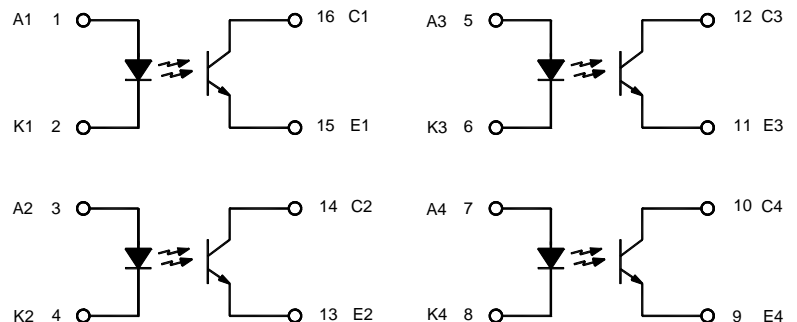 A1 1 16 C1 A3 5 12 C3
K1 2 15 E1 K3 6 11 E3
A2 3 14 C2 A4 7 10 C4
K2 4 13 E2 K4 8 9 E4